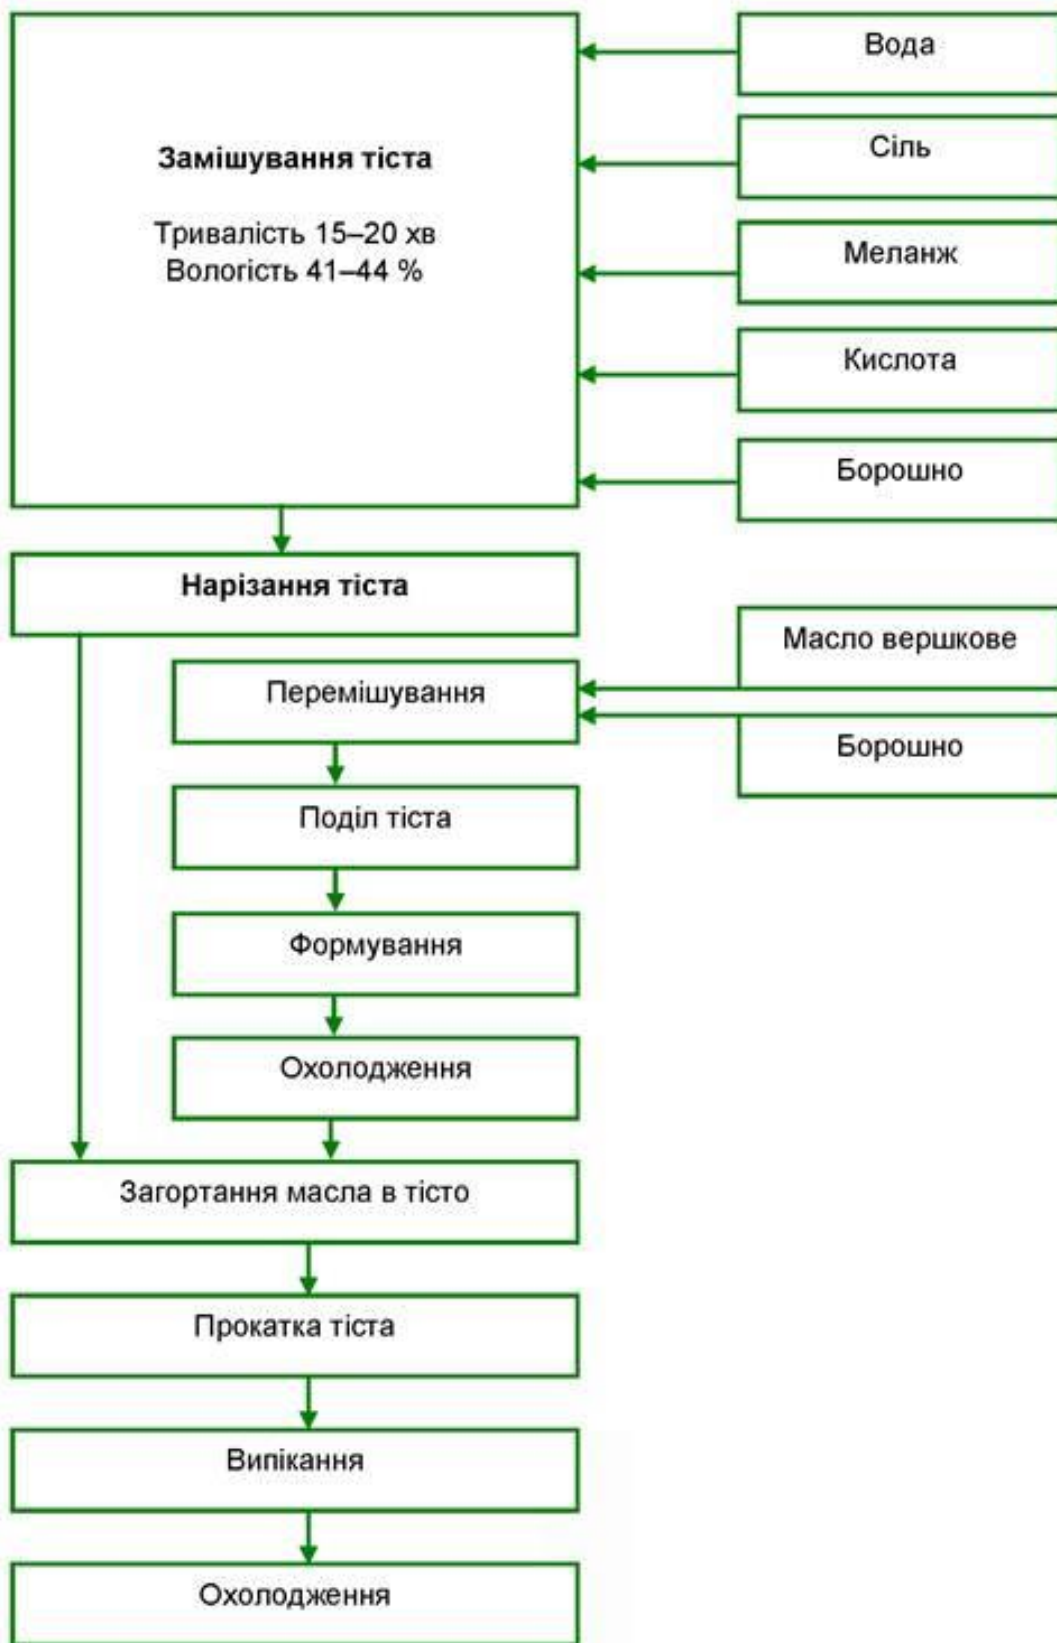 Замішування тіста
Тривалість 15–20 хв
Вологість 41–44 %
Вода
Сіль
Меланж
Кислота
Борошно
Нарізання тіста
Масло вершкове
Перемішування
Борошно
Поділ тіста
Формування
Охолодження
Загортання масла в тісто
Прокатка тіста
Випікання
Охолодження